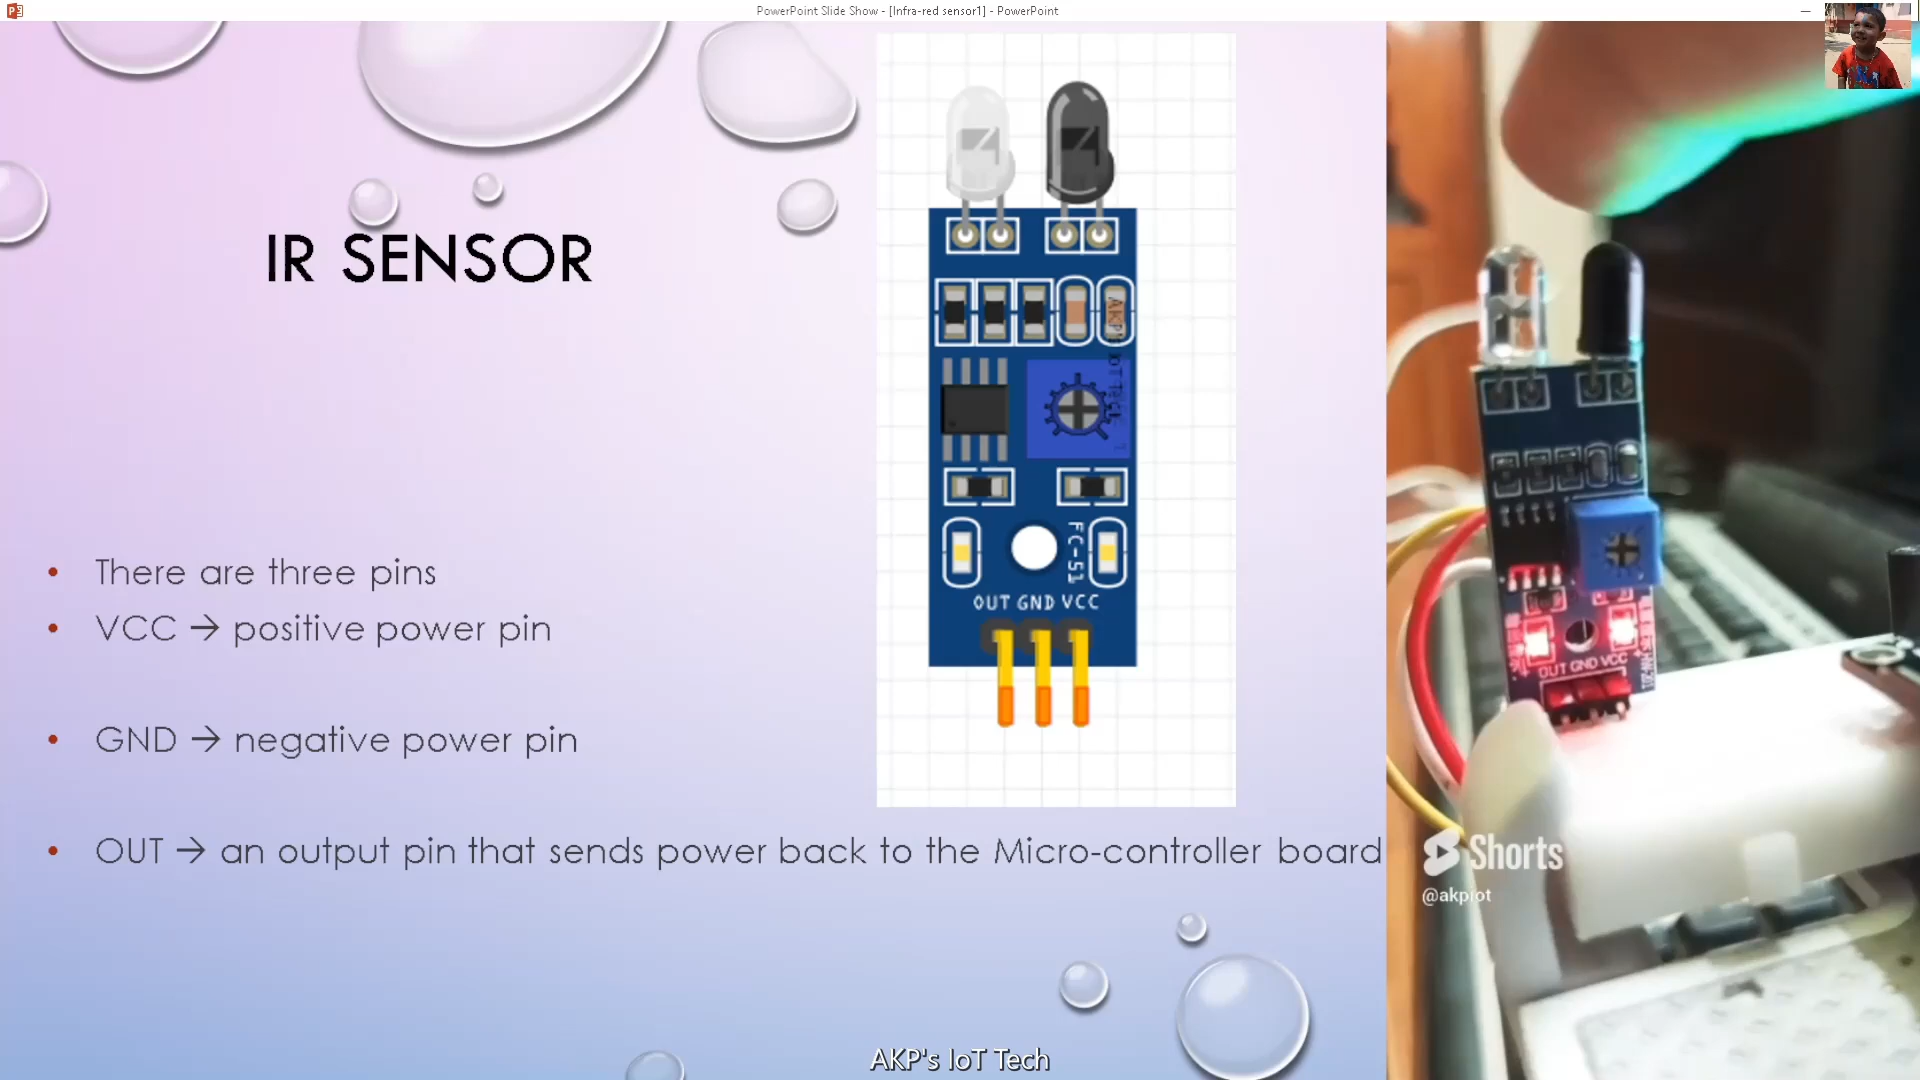 PowerPoint Slide Show - [Infra-red sensor1] - PowerPoint
IR SENSOR
• There are three pins
• VCC → positive power pin
• GND → negative power pin
• OUT → an output pin that sends power back to the Micro-controller board
FC-51
OUT GND VCC
OUT GND VCC
Shorts
@akpiot
AKP's IoT Tech